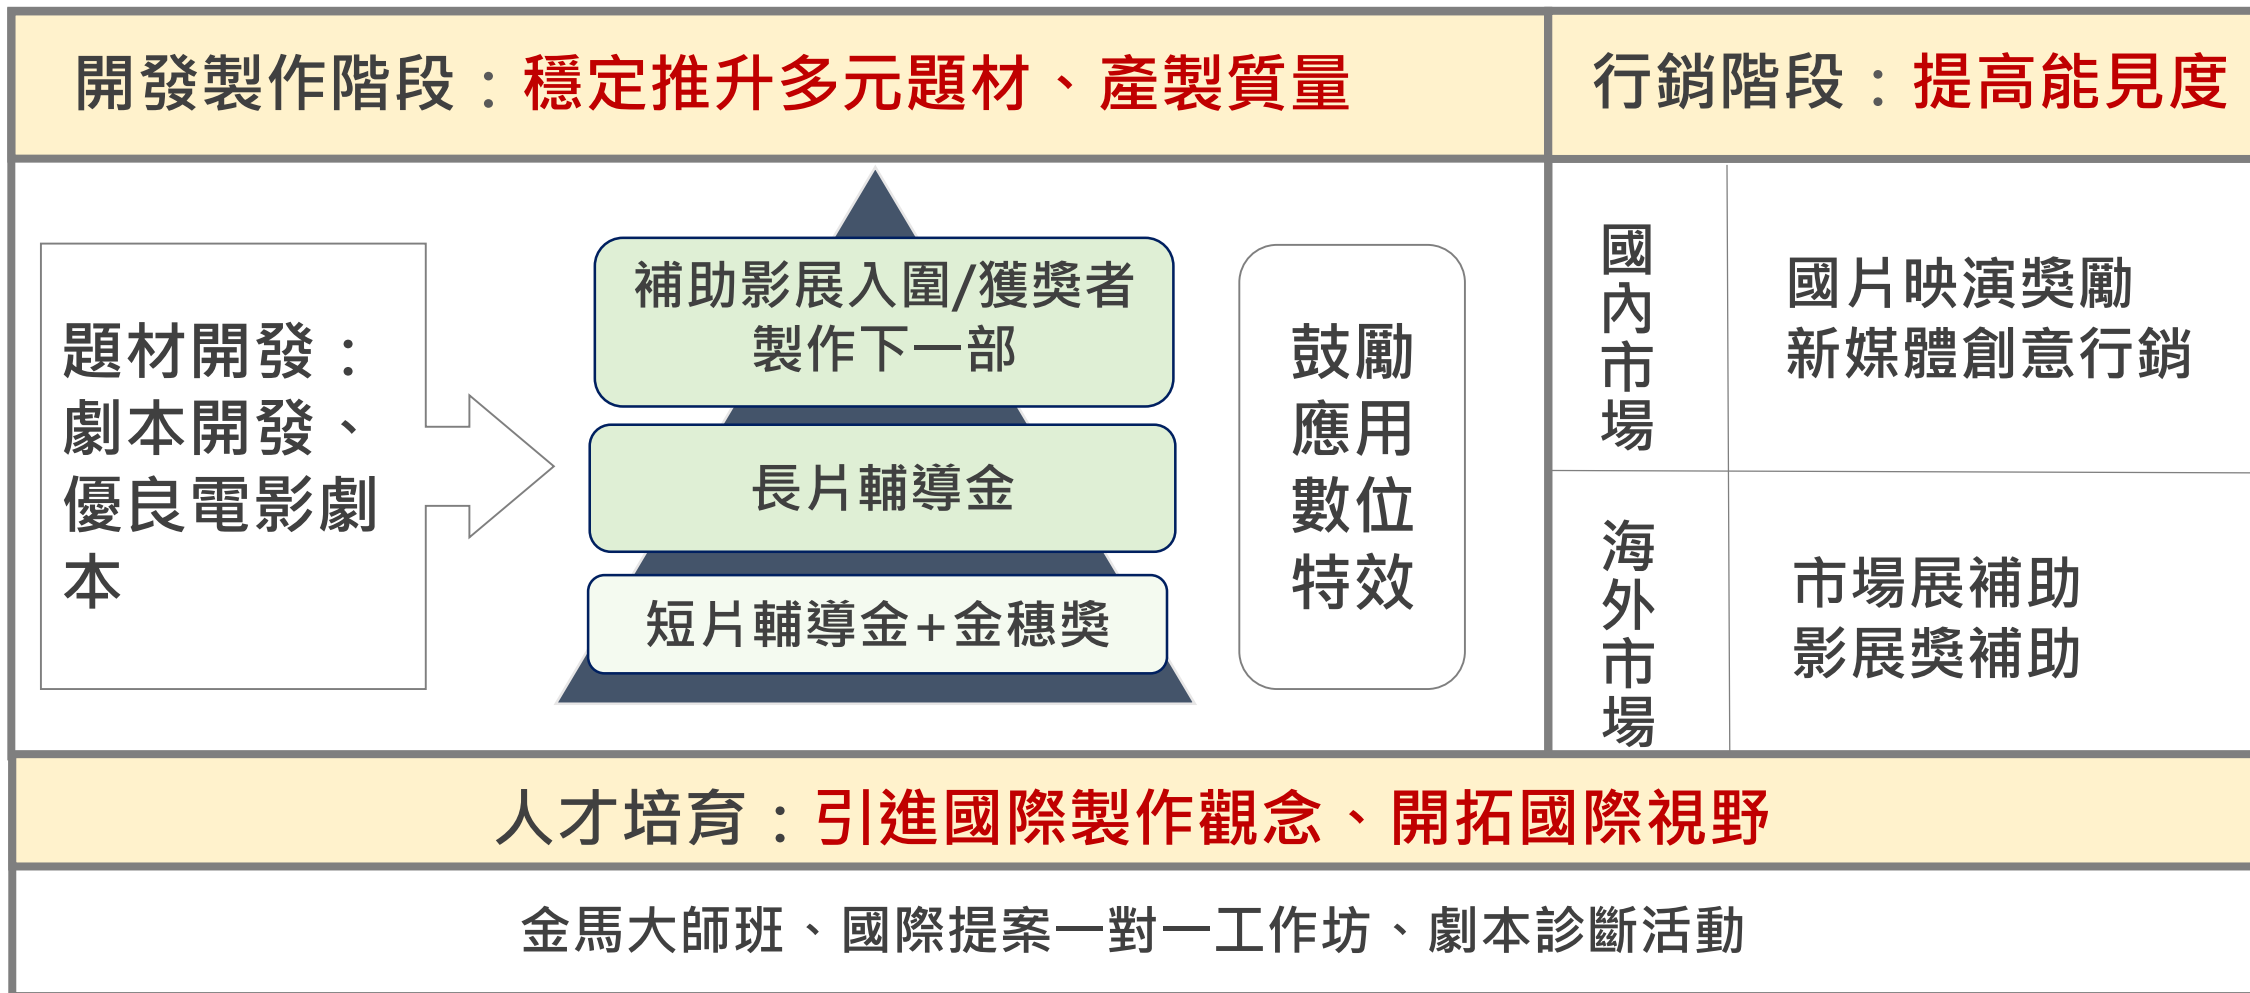 開發製作階段：穩定推升多元題材、產製質量
行銷階段：提高能見度
題材開發：
劇本開發、
優良電影劇
本
補助影展入圍/獲獎者
製作下一部
長片輔導金
短片輔導金+金穗獎
鼓勵
應用
數位
特效
國內市場
國片映演獎勵
新媒體創意行銷
海外市場
市場展補助
影展獎補助
人才培育：引進國際製作觀念、開拓國際視野
金馬大師班、國際提案一對一工作坊、劇本診斷活動